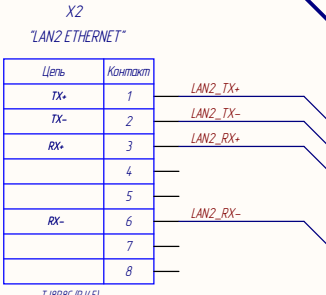 X2
"LAN2 ETHERNET"
Цепь Контакт
TX+ 1 LAN2_TX+
TX- 2 LAN2_TX-
RX+ 3 LAN2_RX+
4
5
RX- 6 LAN2_RX-
7
8